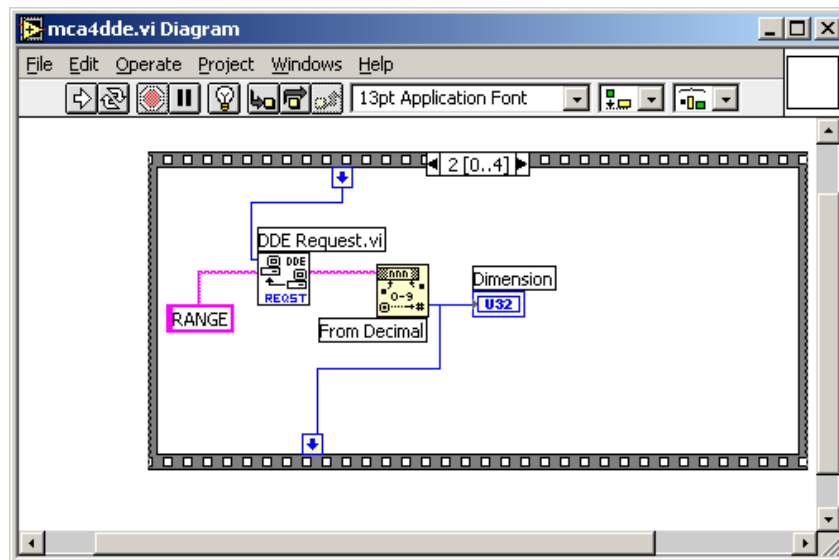 mca4dde.vi Diagram
File Edit Operate Project Windows Help
13pt Application Font
2 [0..4]
DDE Request.vi
DDE
REQST
RANGE
nnn
0-9
#
From Decimal
Dimension
U32